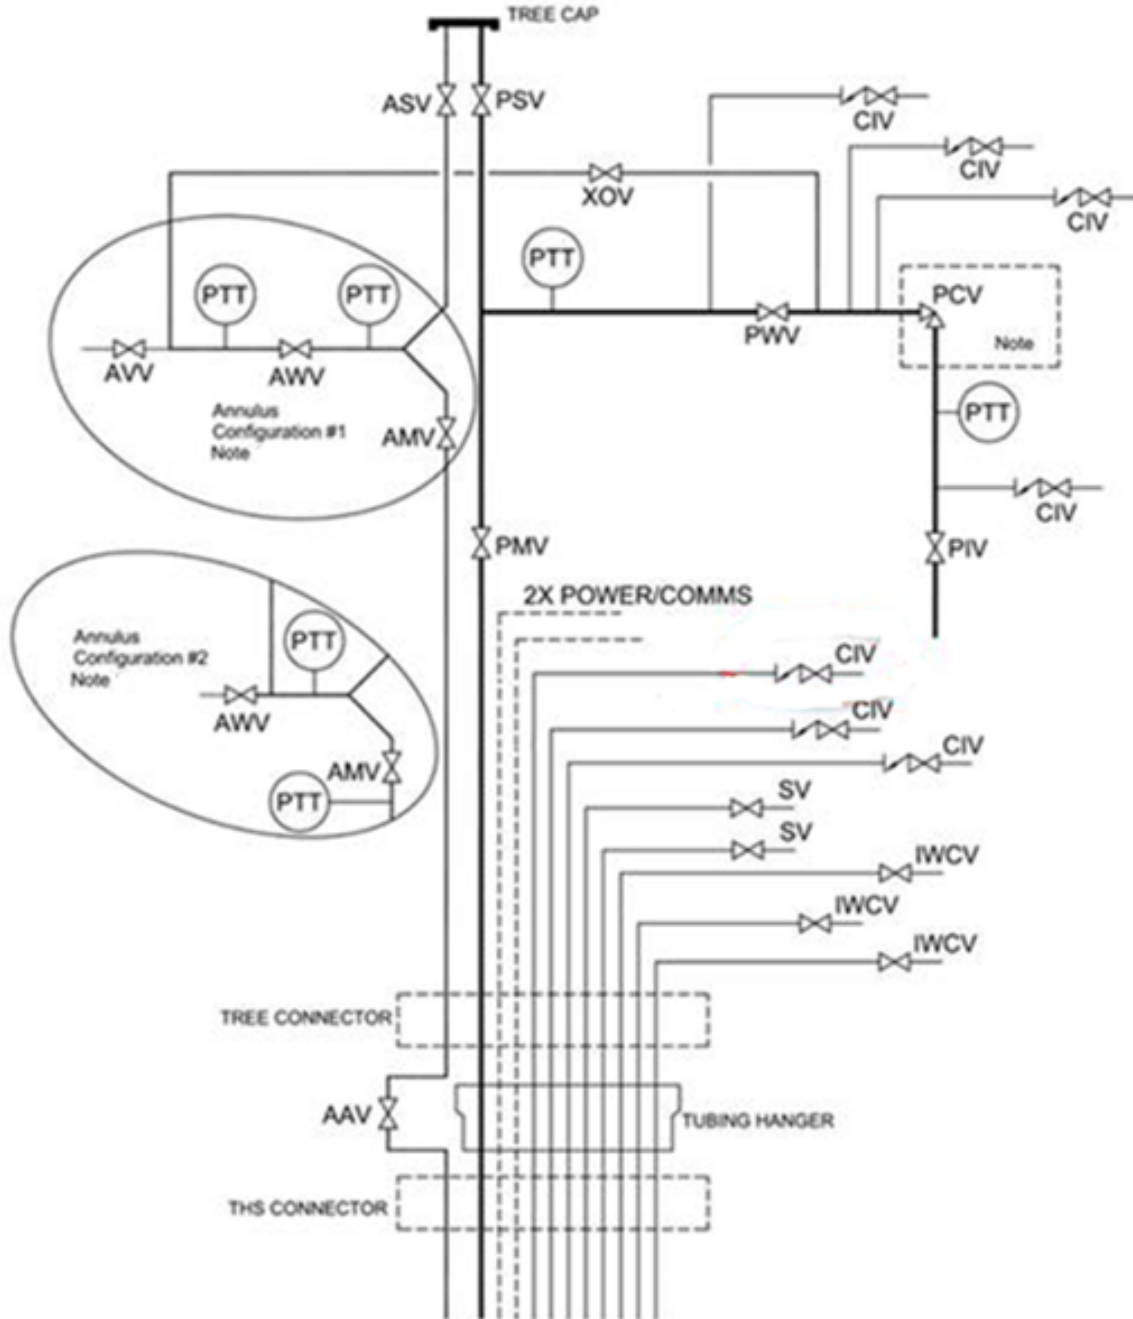 TREE CAP
ASV
PSV
CIV
CIV
XOV
CIV
PTT
PTT
PTT
PCV
PWV
Note
AVV
AWV
PTT
Annulus
Configuration #1
Note
AMV
CIV
PMV
PIV
2X POWER/COMMS
Annulus
Configuration #2
Note
PTT
CIV
AWV
CIV
AMV
CIV
PTT
SV
SV
IWCV
IWCV
IWCV
TREE CONNECTOR
AAV
TUBING HANGER
THS CONNECTOR